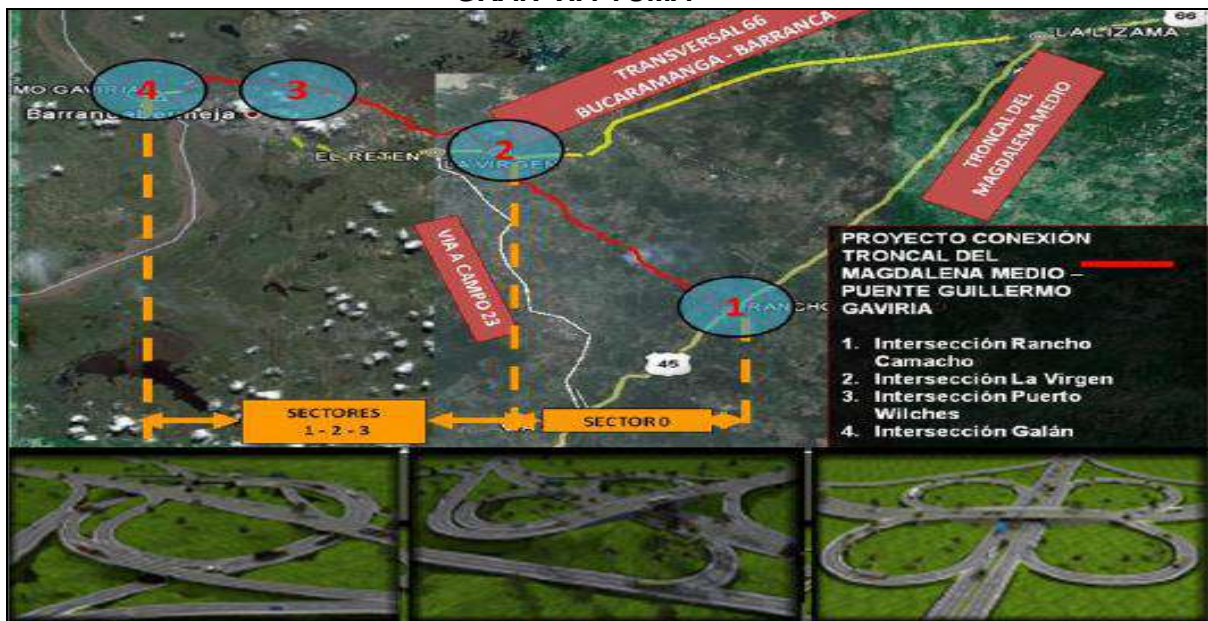 66
LA LIZAMA
TRANSVERSAL 66
BUCARAMANGA - BARRANCA
TRONCAL DEL
MAGDALENA MEDIO
4
3
MO GAVIRIA
EL RETEN
2
LA VIRGEN
VIA A CAMPO 23
1
RANCHO
45
SECTORES
1 - 2 - 3
SECTOR 0
PROYECTO CONEXIÓN
TRONCAL DEL
MAGDALENA MEDIO –
PUENTE GUILLERMO
GAVIRIA
1. Intersección Rancho
Camacho
2. Intersección La Virgen
3. Intersección Puerto
Wilches
4. Intersección Galán